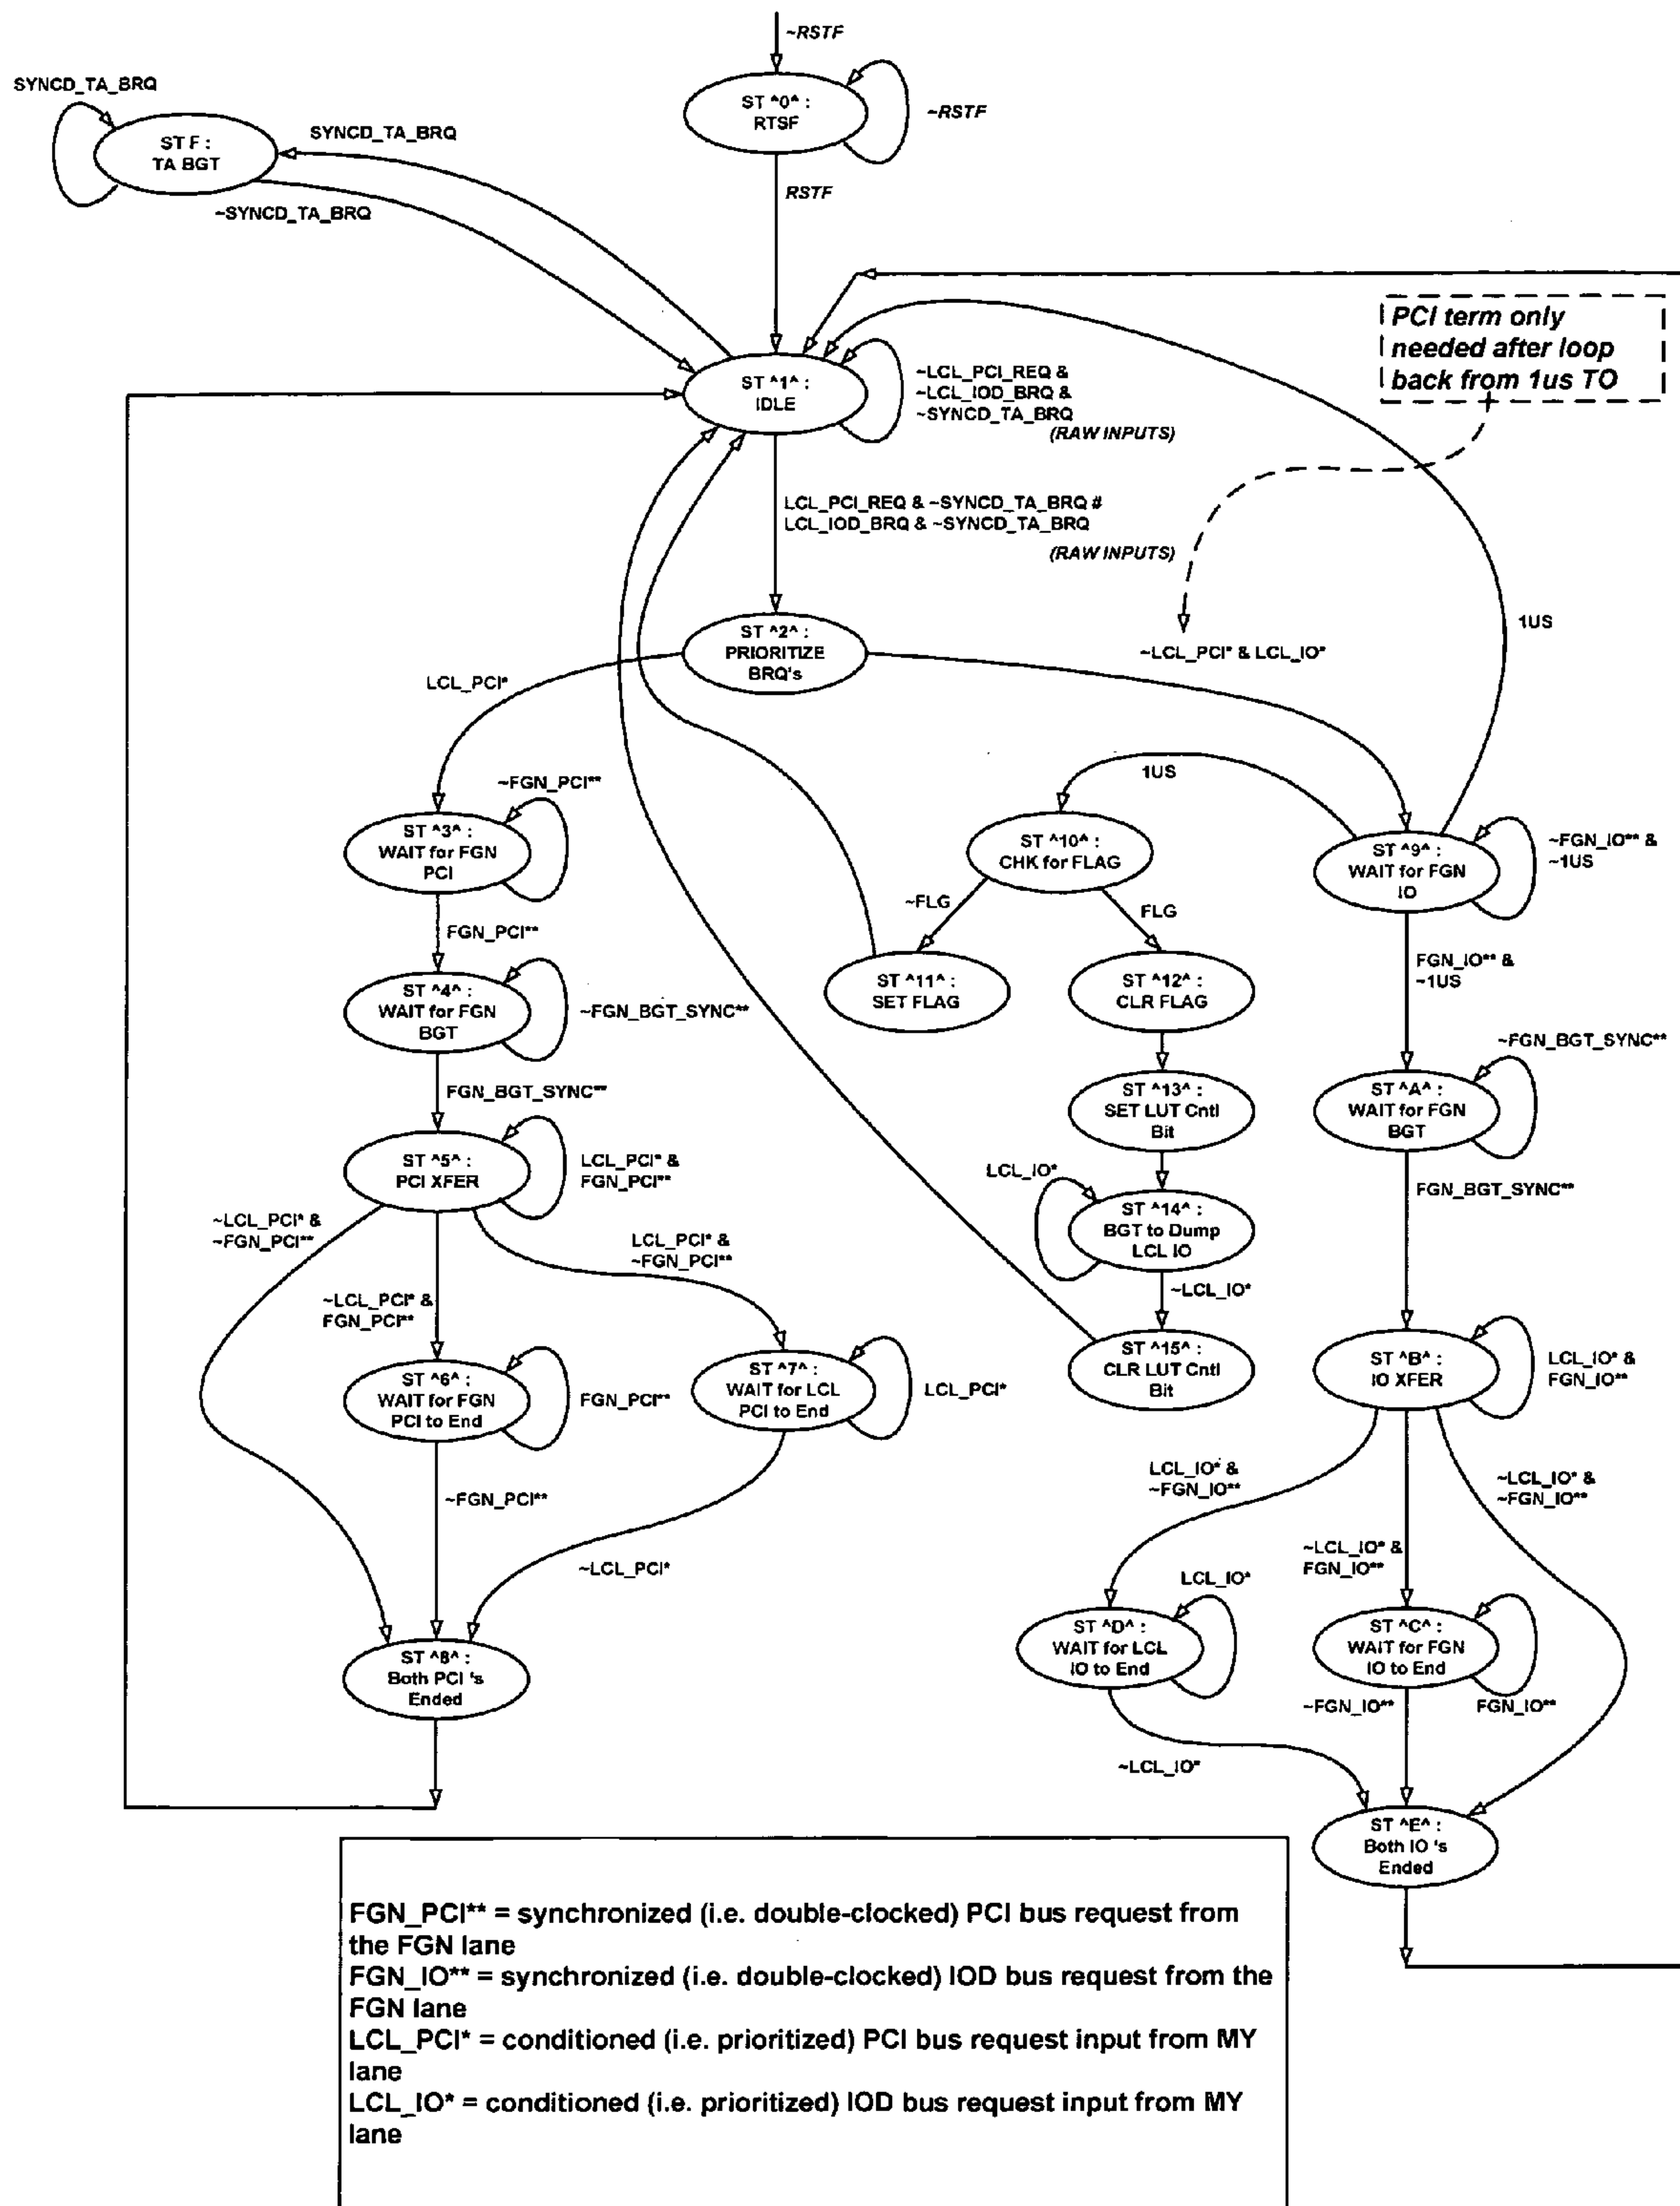 ~RSTF
ST ^0^ :
RTSF
~RSTF
SYNCD_TA_BRQ
ST F :
TA BGT
SYNCD_TA_BRQ
~SYNCD_TA_BRQ
RSTF
PCI term only
needed after loop
back from 1us TO
ST ^1^ :
IDLE
~LCL_PCI_REQ &
~LCL_IOD_BRQ &
~SYNCD_TA_BRQ
(RAW INPUTS)
LCL_PCI_REQ & ~SYNCD_TA_BRQ #
LCL_IOD_BRQ & ~SYNCD_TA_BRQ
(RAW INPUTS)
1US
ST ^2^ :
PRIORITIZE
BRQ's
~LCL_PCI* & LCL_IO*
LCL_PCI*
1US
~FGN_PCI**
ST ^3^ :
WAIT for FGN
PCI
ST ^10^ :
CHK for FLAG
ST ^9^ :
WAIT for FGN
IO
~FGN_IO** &
~1US
~FLG
FLG
FGN_PCI**
FGN_IO** &
~1US
ST ^4^ :
WAIT for FGN
BGT
~FGN_BGT_SYNC**
ST ^11^ :
SET FLAG
ST ^12^ :
CLR FLAG
~FGN_BGT_SYNC**
FGN_BGT_SYNC**
ST ^13^ :
SET LUT Cntl
Bit
ST ^A^ :
WAIT for FGN
BGT
ST ^5^ :
PCI XFER
LCL_PCI* &
FGN_PCI**
LCL_IO*
FGN_BGT_SYNC**
~LCL_PCI* &
~FGN_PCI**
LCL_PCI* &
~FGN_PCI**
ST ^14^ :
BGT to Dump
LCL IO
~LCL_PCI* &
FGN_PCI**
~LCL_IO*
ST ^6^ :
WAIT for FGN
PCI to End
FGN_PCI**
ST ^7^ :
WAIT for LCL
PCI to End
LCL_PCI*
ST ^15^ :
CLR LUT Cntl
Bit
ST ^B^ :
IO XFER
LCL_IO* &
FGN_IO**
~FGN_PCI**
LCL_IO* &
~FGN_IO**
~LCL_IO* &
~FGN_IO**
~LCL_PCI*
~LCL_IO* &
FGN_IO**
LCL_IO*
ST ^8^ :
Both PCI 's
Ended
ST ^D^ :
WAIT for LCL
IO to End
ST ^C^ :
WAIT for FGN
IO to End
~FGN_IO**
FGN_IO**
~LCL_IO*
ST ^E^ :
Both IO 's
Ended
FGN_PCI** = synchronized (i.e. double-clocked) PCI bus request from
the FGN lane
FGN_IO** = synchronized (i.e. double-clocked) IOD bus request from the
FGN lane
LCL_PCI* = conditioned (i.e. prioritized) PCI bus request input from MY
lane
LCL_IO* = conditioned (i.e. prioritized) IOD bus request input from MY
lane